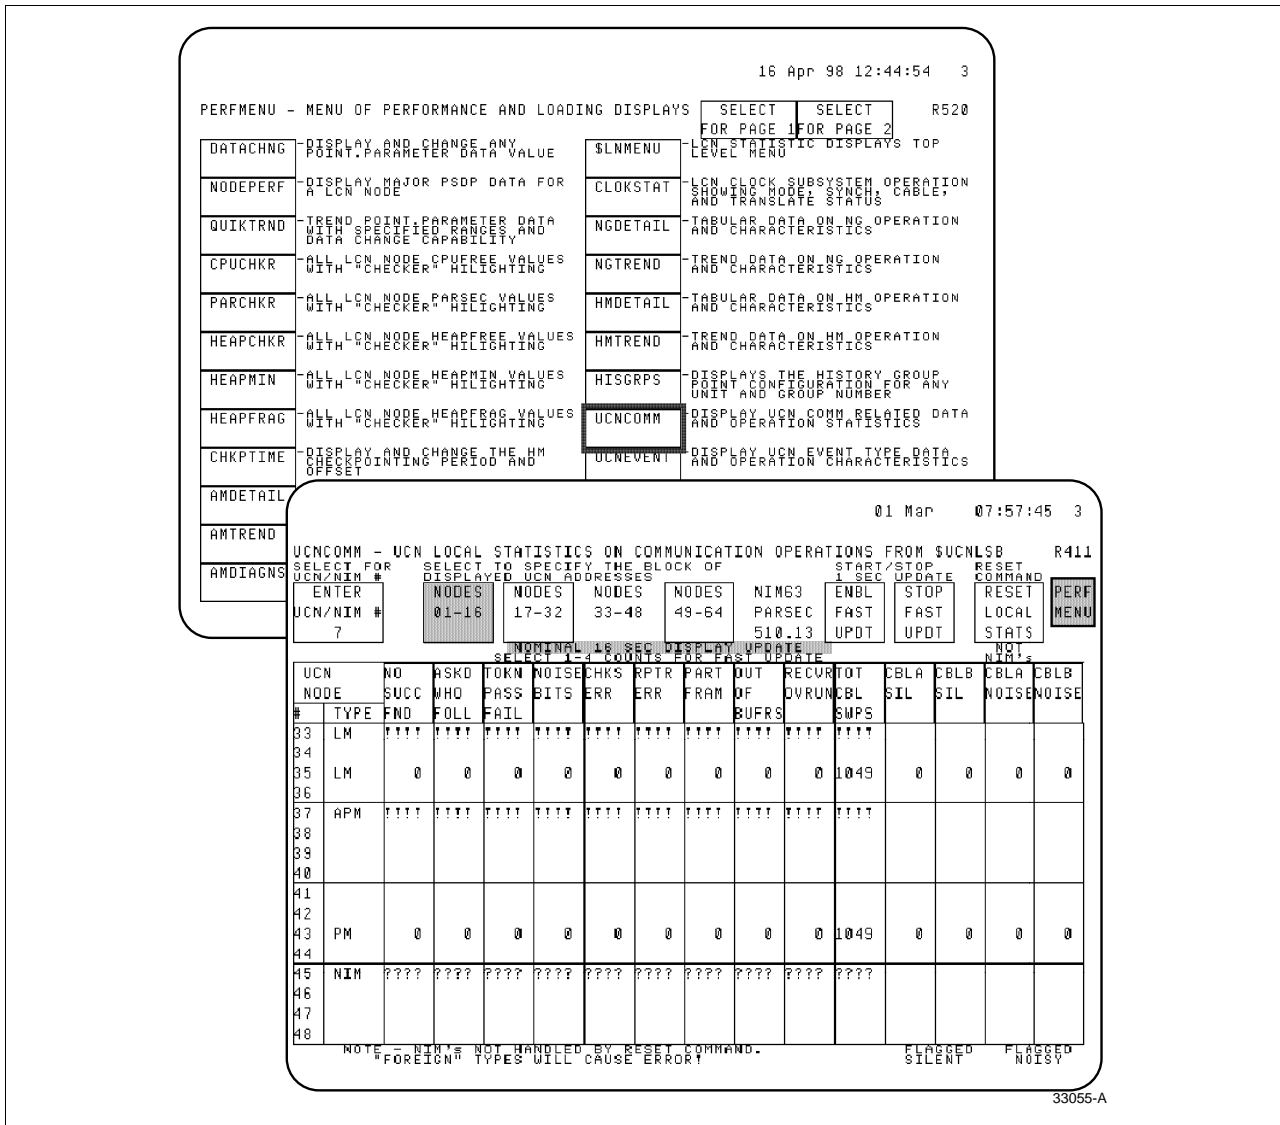 16 Apr 98 12:44:54 3
PERFMENU - MENU OF PERFORMANCE AND LOADING DISPLAYS
SELECT
FOR PAGE 1
SELECT
FOR PAGE 2
R520
DATACHNG
-DISPLAY AND CHANGE ANY
POINT.PARAMETER DATA VALUE
NODEPERF
-DISPLAY MAJOR PSDP DATA FOR
A LCN NODE
QUIKTRND
-TREND POINT.PARAMETER DATA
WITH SPECIFIED RANGES AND
DATA CHANGE CAPABILITY
CPUCHKR
-ALL LCN NODE CPUFREE VALUES
WITH "CHECKER" HILIGHTING
PARCHKR
-ALL LCN NODE PARSEC VALUES
WITH "CHECKER" HILIGHTING
HEAPCHKR
-ALL LCN NODE HEAPFREE VALUES
WITH "CHECKER" HILIGHTING
HEAPMIN
-ALL LCN NODE HEAPMIN VALUES
WITH "CHECKER" HILIGHTING
HEAPFRAG
-ALL LCN NODE HEAPFRAG VALUES
WITH "CHECKER" HILIGHTING
CHKPTIME
-DISPLAY AND CHANGE THE HM
CHECKPOINTING PERIOD AND
OFFSET
AMDETAIL
AMTREND
AMDIAGNS
$LNMENU
-LCN STATISTIC DISPLAYS TOP
LEVEL MENU
CLOKSTAT
-LCN CLOCK SUBSYSTEM OPERATION
SHOWING MODE, SYNCH, CABLE,
AND TRANSLATE STATUS
NGDETAIL
-TABULAR DATA ON NG OPERATION
AND CHARACTERISTICS
NGTREND
-TREND DATA ON NG OPERATION
AND CHARACTERISTICS
HMDETAIL
-TABULAR DATA ON HM OPERATION
AND CHARACTERISTICS
HMTREND
-TREND DATA ON HM OPERATION
AND CHARACTERISTICS
HISGRPS
-DISPLAYS THE HISTORY GROUP
POINT CONFIGURATION FOR ANY
UNIT AND GROUP NUMBER
UCNCOMM
-DISPLAY UCN COMM RELATED DATA
AND OPERATION STATISTICS
UCNEVENT
-DISPLAY UCN EVENT TYPE DATA
AND OPERATION CHARACTERISTICS
01 Mar 07:57:45 3
UCNCOMM - UCN LOCAL STATISTICS ON COMMUNICATION OPERATIONS FROM $UCNLSB R411
SELECT FOR
UCN/NIM #
SELECT TO SPECIFY THE BLOCK OF
DISPLAYED UCN ADDRESSES
START/STOP
1 SEC UPDATE
RESET
COMMAND
ENTER
UCN/NIM #
7
NODES
01-16
NODES
17-32
NODES
33-48
NODES
49-64
NIM63
PARSEC
510.13
ENBL
FAST
UPDT
STOP
FAST
UPDT
RESET
LOCAL
STATS
PERF
MENU
NOMINAL 16 SEC DISPLAY UPDATE
SELECT 1-4 COUNTS FOR FAST UPDATE
NOT
NIM's
UCN
NODE
# TYPE
NO
SUCC
FND
ASKD
WHO
FOLL
TOKN
PASS
FAIL
NOISE
BITS
CHKS
ERR
RPTR
ERR
PART
FRAM
OUT
OF
BUFRS
RECVR
OVRUN
TOT
CBL
SWPS
CBLA
SIL
CBLB
SIL
CBLA
NOISE
CBLB
NOISE
33 LM !!!! !!!! !!!! !!!! !!!! !!!! !!!! !!!! !!!! !!!!
34
35 LM 0 0 0 0 0 0 0 0 0 1049 0 0 0 0
36
37 APM !!!! !!!! !!!! !!!! !!!! !!!! !!!! !!!! !!!! !!!!
38
39
40
41
42
43 PM 0 0 0 0 0 0 0 0 0 1049 0 0 0 0
44
45 NIM ???? ???? ???? ???? ???? ???? ???? ???? ???? ????
46
47
48
NOTE - NIM's NOT HANDLED BY RESET COMMAND.
"FOREIGN" TYPES WILL CAUSE ERROR!
FLAGGED
SILENT
FLAGGED
NOISY
33055-A